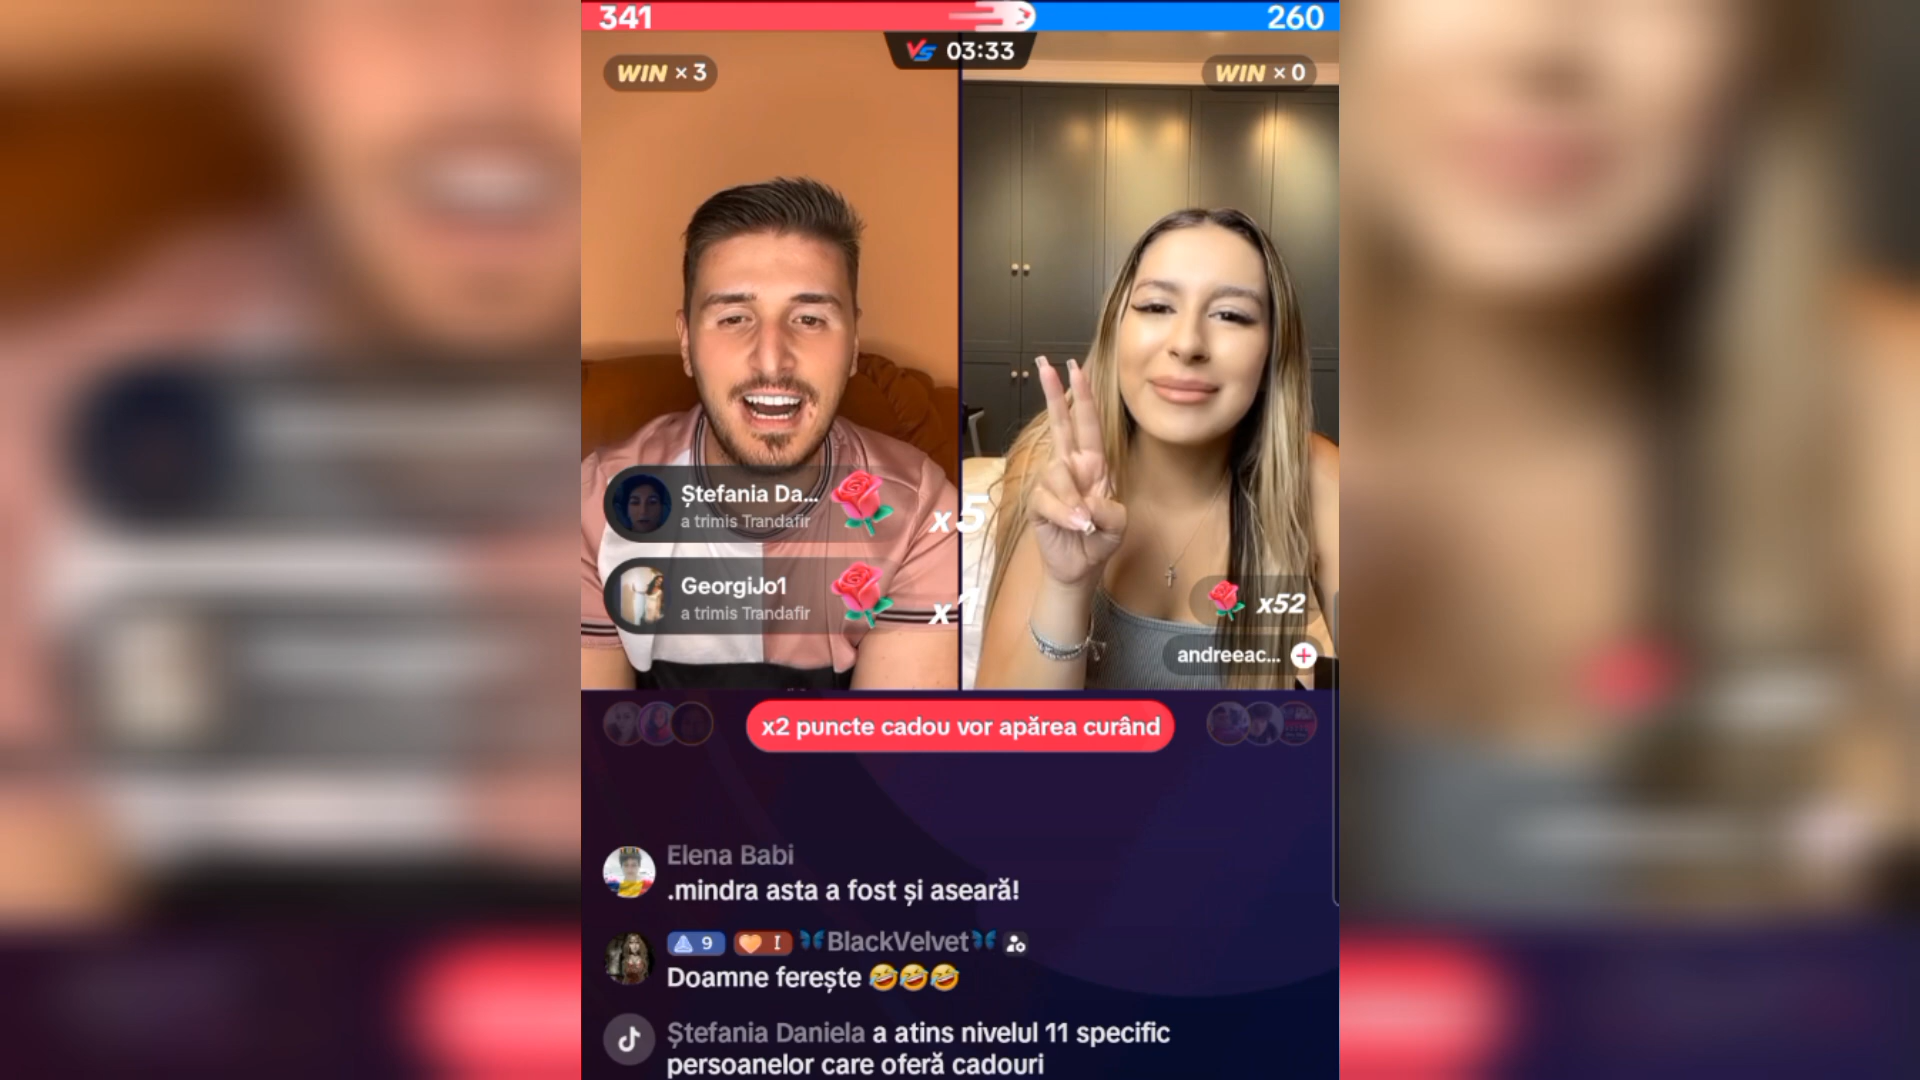 341
260
VS 03:33
WIN × 3
WIN × 0
Ștefania Da...
a trimis Trandafir
x5
GeorgiJo1
a trimis Trandafir
x1
x52
andreeac...
x2 puncte cadou vor apărea curând
Elena Babi
.mindra asta a fost și aseară!
9 I BlackVelvet
Doamne ferește 🤣🤣🤣
Ștefania Daniela a atins nivelul 11 specific
persoanelor care oferă cadouri